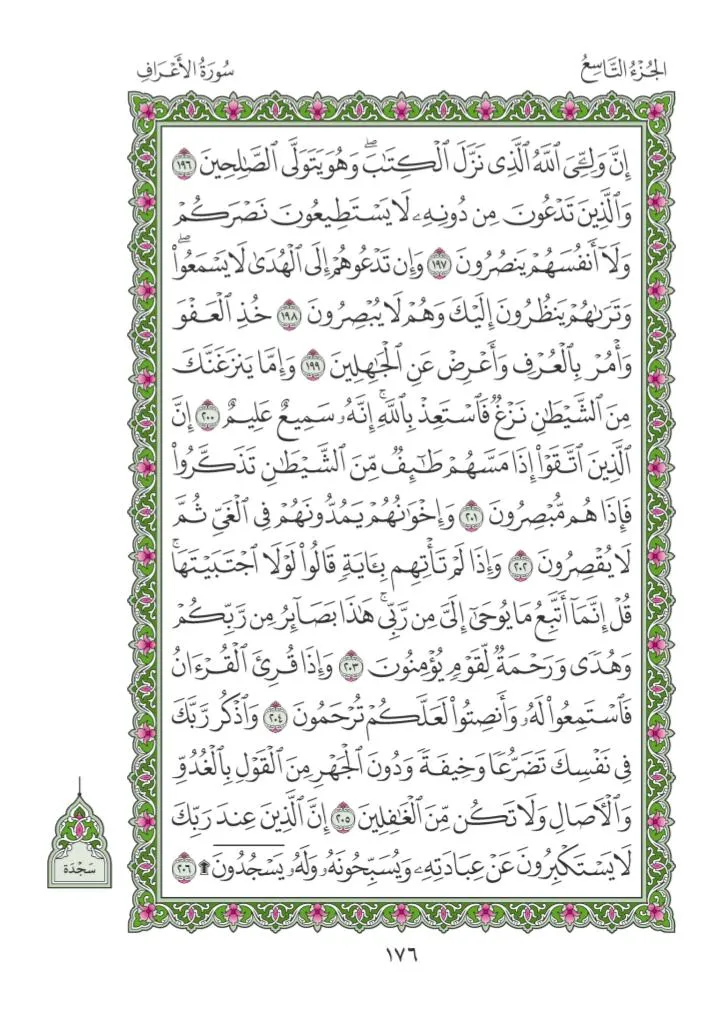 الجُزْءُ التَّاسِعُ
سُورَةُ الأَعْرَافِ
إِنَّ وَلِـِّۧيَ ٱللَّهُ ٱلَّذِى نَزَّلَ ٱلْكِتَٰبَۖ وَهُوَ يَتَوَلَّى ٱلصَّٰلِحِينَ ١٩٦
وَٱلَّذِينَ تَدْعُونَ مِن دُونِهِۦ لَا يَسْتَطِيعُونَ نَصْرَكُمْ
وَلَآ أَنفُسَهُمْ يَنصُرُونَ ١٩٧ وَإِن تَدْعُوهُمْ إِلَى ٱلْهُدَىٰ لَا يَسْمَعُوا۟ۖ
وَتَرَىٰهُمْ يَنظُرُونَ إِلَيْكَ وَهُمْ لَا يُبْصِرُونَ ١٩٨ خُذِ ٱلْعَفْوَ
وَأْمُرْ بِٱلْعُرْفِ وَأَعْرِضْ عَنِ ٱلْجَٰهِلِينَ ١٩٩ وَإِمَّا يَنزَغَنَّكَ
مِنَ ٱلشَّيْطَٰنِ نَزْغٌ فَٱسْتَعِذْ بِٱللَّهِۚ إِنَّهُۥ سَمِيعٌ عَلِيمٌ ٢٠٠ إِنَّ
ٱلَّذِينَ ٱتَّقَوْا۟ إِذَا مَسَّهُمْ طَٰٓئِفٌ مِّنَ ٱلشَّيْطَٰنِ تَذَكَّرُوا۟
فَإِذَا هُم مُّبْصِرُونَ ٢٠١ وَإِخْوَٰنُهُمْ يَمُدُّونَهُمْ فِى ٱلْغَىِّ ثُمَّ
لَا يُقْصِرُونَ ٢٠٢ وَإِذَا لَمْ تَأْتِهِم بِـَٔايَةٍ قَالُوا۟ لَوْلَا ٱجْتَبَيْتَهَاۚ
قُلْ إِنَّمَآ أَتَّبِعُ مَا يُوحَىٰٓ إِلَىَّ مِن رَّبِّىۚ هَٰذَا بَصَآئِرُ مِن رَّبِّكُمْ
وَهُدًى وَرَحْمَةٌ لِّقَوْمٍ يُؤْمِنُونَ ٢٠٣ وَإِذَا قُرِئَ ٱلْقُرْءَانُ
فَٱسْتَمِعُوا۟ لَهُۥ وَأَنصِتُوا۟ لَعَلَّكُمْ تُرْحَمُونَ ٢٠٤ وَٱذْكُر رَّبَّكَ
فِى نَفْسِكَ تَضَرُّعًا وَخِيفَةً وَدُونَ ٱلْجَهْرِ مِنَ ٱلْقَوْلِ بِٱلْغُدُوِّ
وَٱلْءَاصَالِ وَلَا تَكُن مِّنَ ٱلْغَٰفِلِينَ ٢٠٥ إِنَّ ٱلَّذِينَ عِندَ رَبِّكَ
لَا يَسْتَكْبِرُونَ عَنْ عِبَادَتِهِۦ وَيُسَبِّحُونَهُۥ وَلَهُۥ يَسْجُدُونَ ۩ ٢٠٦
سَجْدَة
١٧٦